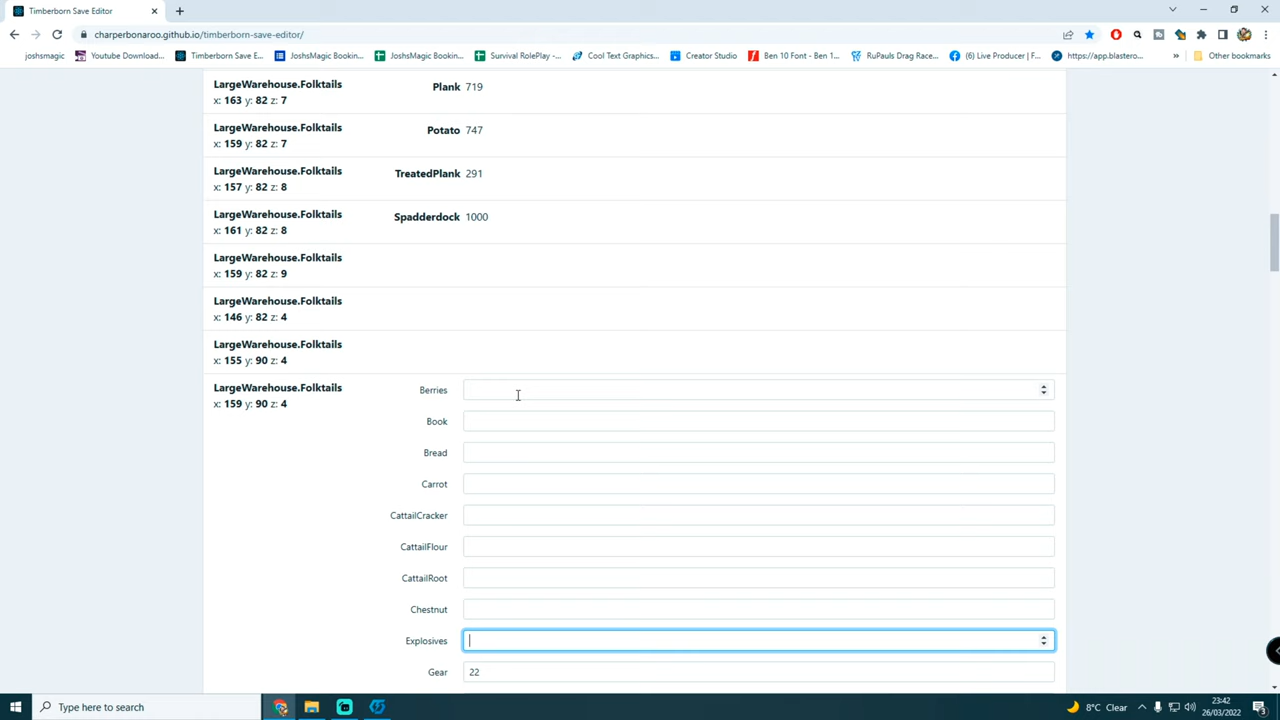 Timberborn Save Editor
charperbonaroo.github.io/timberborn-save-editor/
joshsmagic
Youtube Download...
Timberborn Save E...
JoshsMagic Bookin...
JoshsMagic Bookin...
Survival RolePlay -...
Cool Text Graphics...
Creator Studio
Ben 10 Font - Ben 1...
RuPauls Drag Race...
(6) Live Producer | F...
https://app.blastero...
Other bookmarks
LargeWarehouse.Folktails
x: 163 y: 82 z: 7
Plank 719
LargeWarehouse.Folktails
x: 159 y: 82 z: 7
Potato 747
LargeWarehouse.Folktails
x: 157 y: 82 z: 8
TreatedPlank 291
LargeWarehouse.Folktails
x: 161 y: 82 z: 8
Spadderdock 1000
LargeWarehouse.Folktails
x: 159 y: 82 z: 9
LargeWarehouse.Folktails
x: 146 y: 82 z: 4
LargeWarehouse.Folktails
x: 155 y: 90 z: 4
LargeWarehouse.Folktails
x: 159 y: 90 z: 4
Berries
Book
Bread
Carrot
CattailCracker
CattailFlour
CattailRoot
Chestnut
Explosives
Gear 22
Type here to search
8°C Clear
23:42
26/03/2022
3